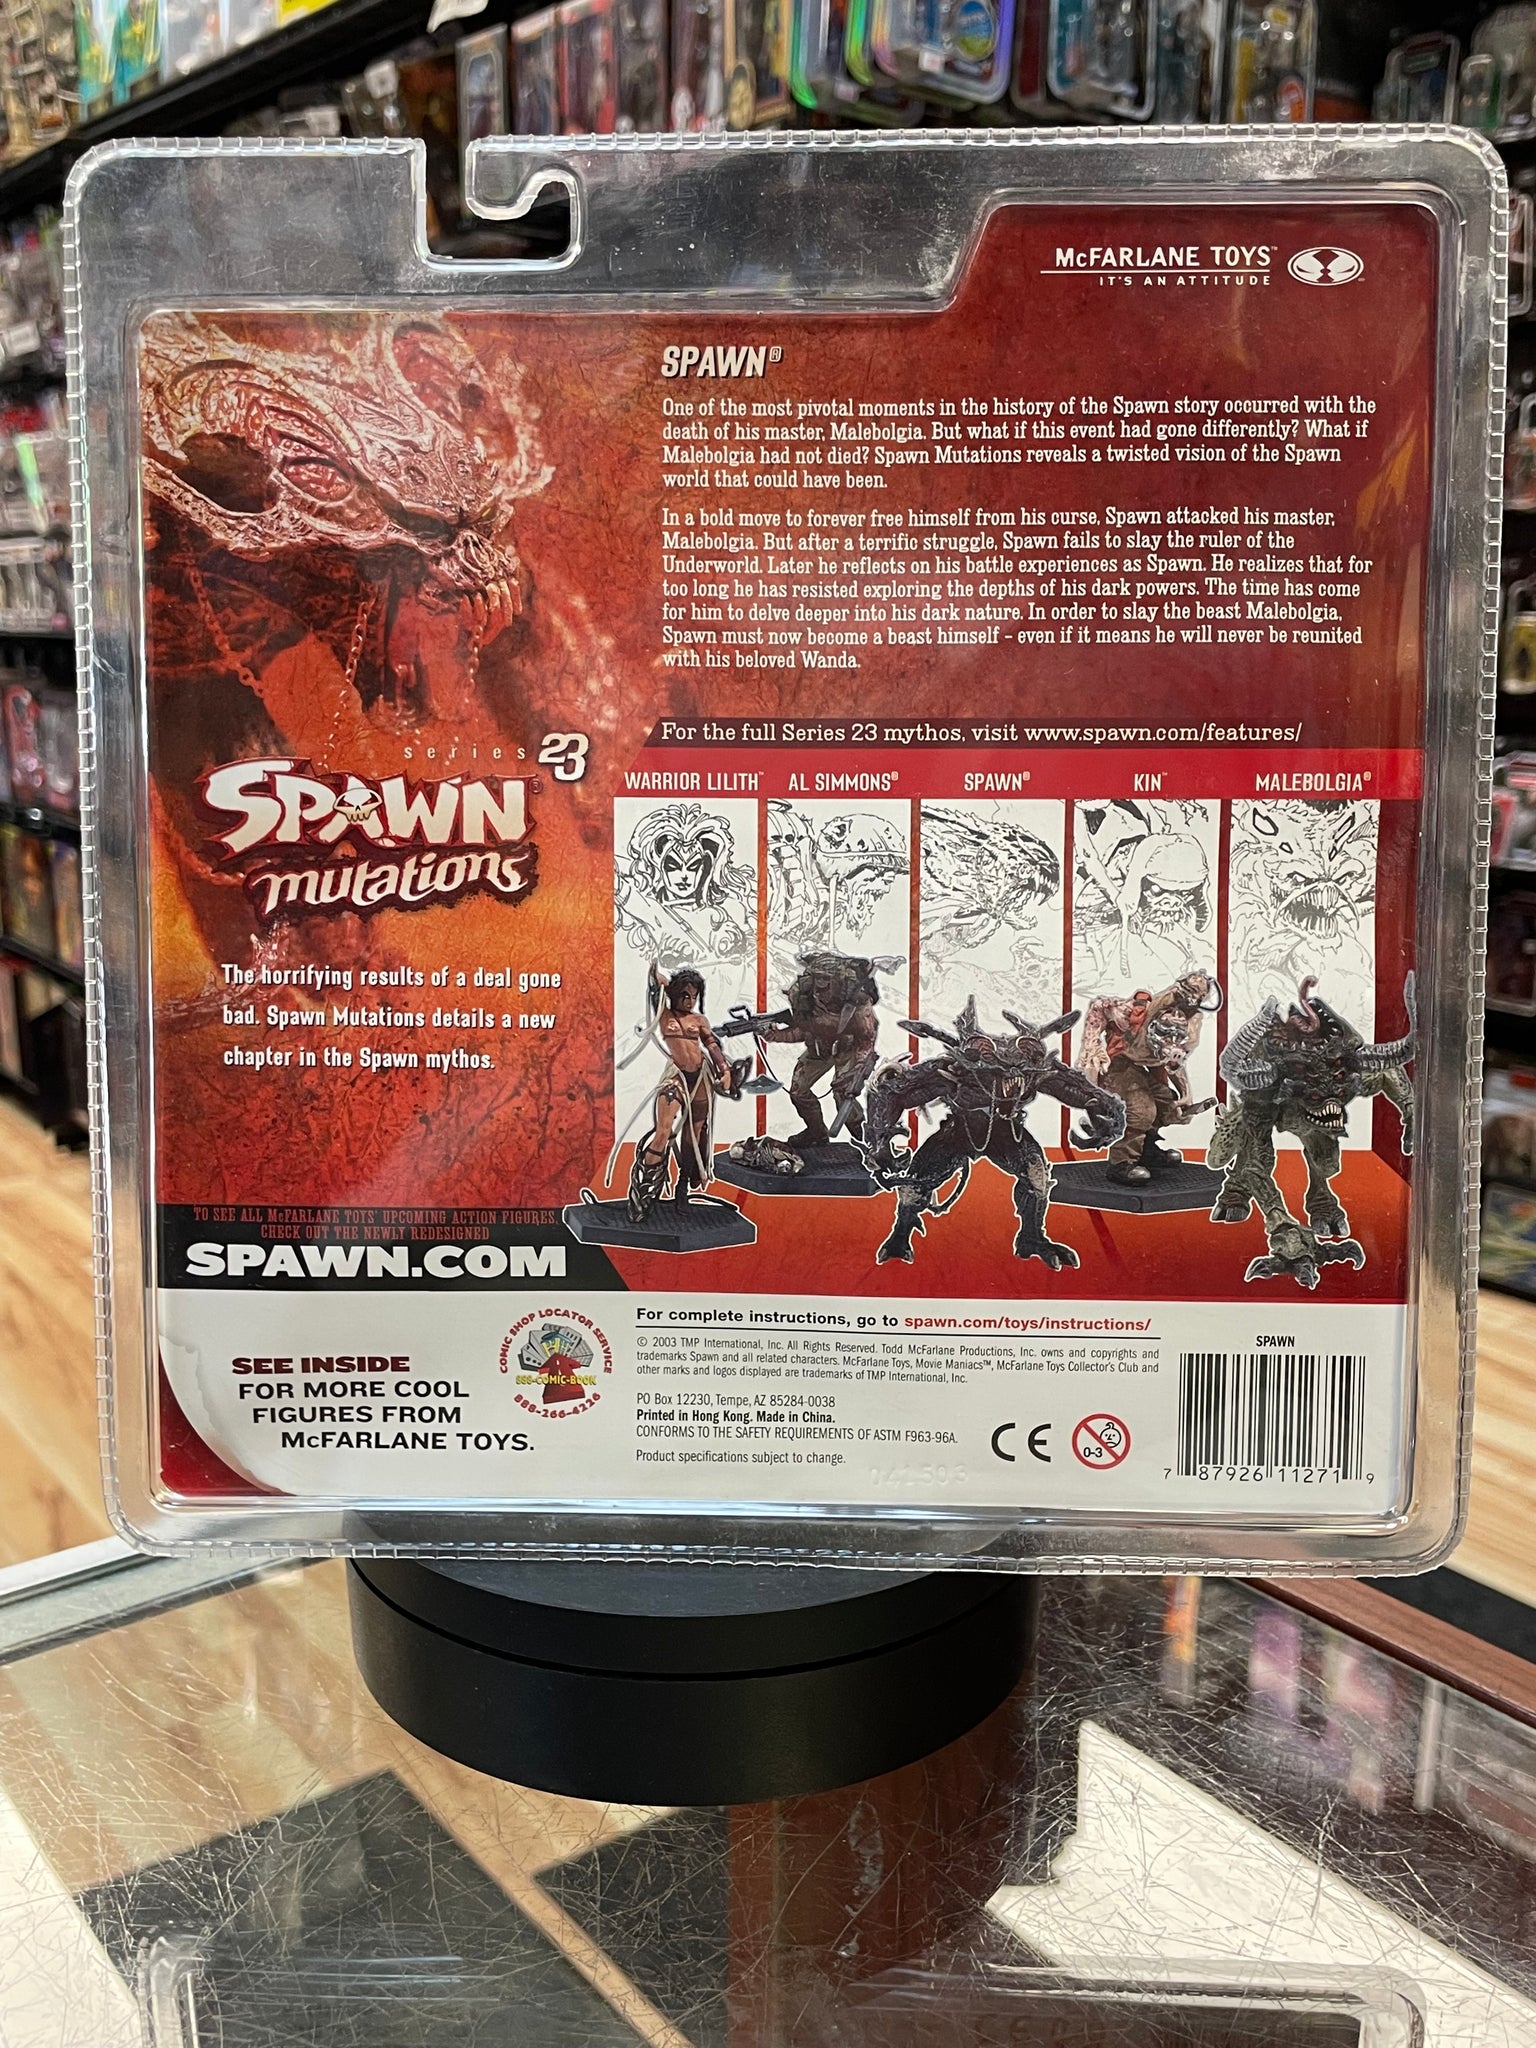 McFARLANE TOYS™
IT'S AN ATTITUDE
SPAWN®
One of the most pivotal moments in the history of the Spawn story occurred with the
death of his master, Malebolgia. But what if this event had gone differently? What if
Malebolgia had not died? Spawn Mutations reveals a twisted vision of the Spawn
world that could have been.
In a bold move to forever free himself from his curse, Spawn attacked his master,
Malebolgia. But after a terrific struggle, Spawn fails to slay the ruler of the
Underworld. Later he reflects on his battle experiences as Spawn. He realizes that for
too long he has resisted exploring the depths of his dark powers. The time has come
for him to delve deeper into his dark nature. In order to slay the beast Malebolgia,
Spawn must now become a beast himself – even if it means he will never be reunited
with his beloved Wanda.
For the full Series 23 mythos, visit www.spawn.com/features/
series 23
SPAWN®
mutations
The horrifying results of a deal gone
bad. Spawn Mutations details a new
chapter in the Spawn mythos.
WARRIOR LILITH™ AL SIMMONS® SPAWN® KIN™ MALEBOLGIA®
TO SEE ALL McFARLANE TOYS' UPCOMING ACTION FIGURES,
CHECK OUT THE NEWLY REDESIGNED
SPAWN.COM
SEE INSIDE
FOR MORE COOL
FIGURES FROM
McFARLANE TOYS.
COMIC SHOP LOCATOR SERVICE
888-COMIC-BOOK
888-266-4226
For complete instructions, go to spawn.com/toys/instructions/
© 2003 TMP International, Inc. All Rights Reserved. Todd McFarlane Productions, Inc. owns and copyrights and
trademarks Spawn and all related characters. McFarlane Toys, Movie Maniacs™, McFarlane Toys Collector's Club and
other marks and logos displayed are trademarks of TMP International, Inc.
PO Box 12230, Tempe, AZ 85284-0038
Printed in Hong Kong. Made in China.
CONFORMS TO THE SAFETY REQUIREMENTS OF ASTM F963-96A.
Product specifications subject to change.
CE
0-3
SPAWN
7 87926 11271 9